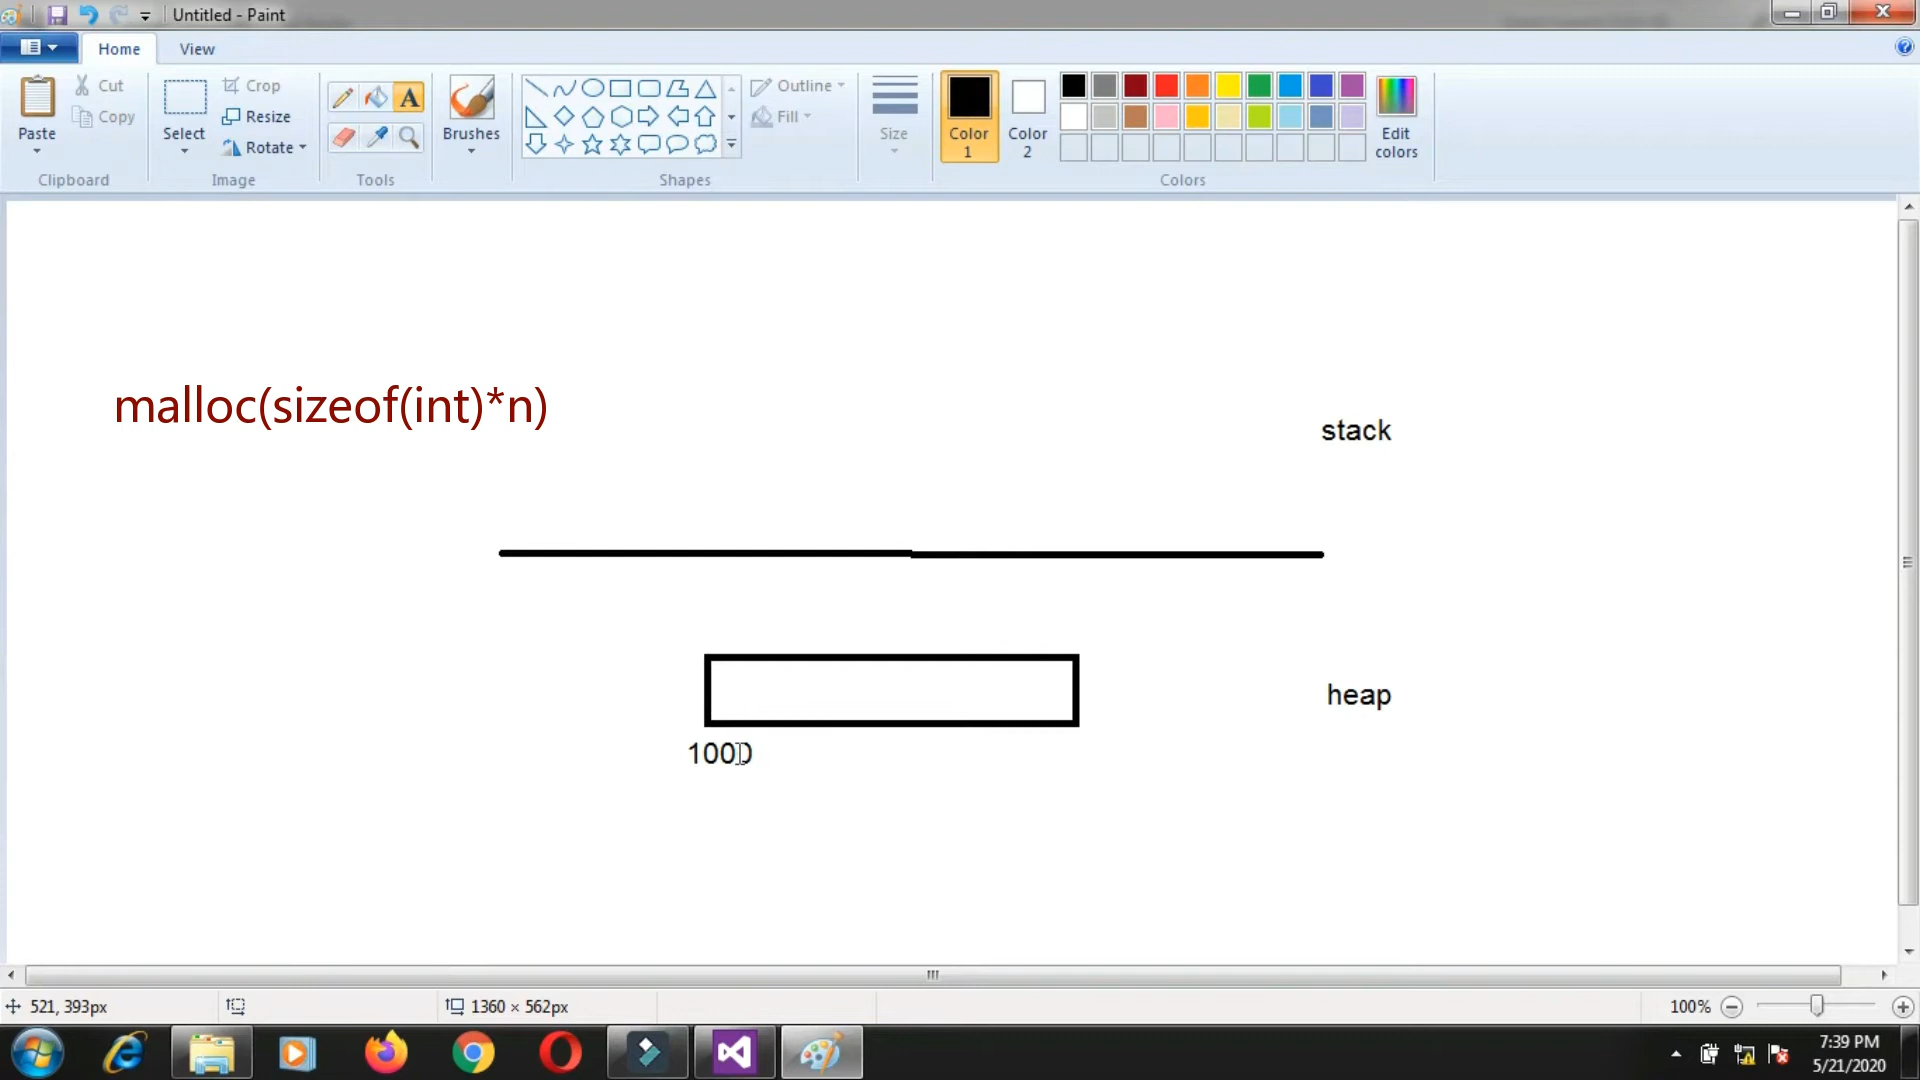 Untitled - Paint
Home
View
Paste
Cut
Copy
Clipboard
Select
Crop
Resize
Rotate
Image
A
Tools
Brushes
Shapes
Outline
Fill
Size
Color
1
Color
2
Edit
colors
Colors
malloc(sizeof(int)*n)
stack
heap
1000
521, 393px
1360 × 562px
100%
7:39 PM
5/21/2020